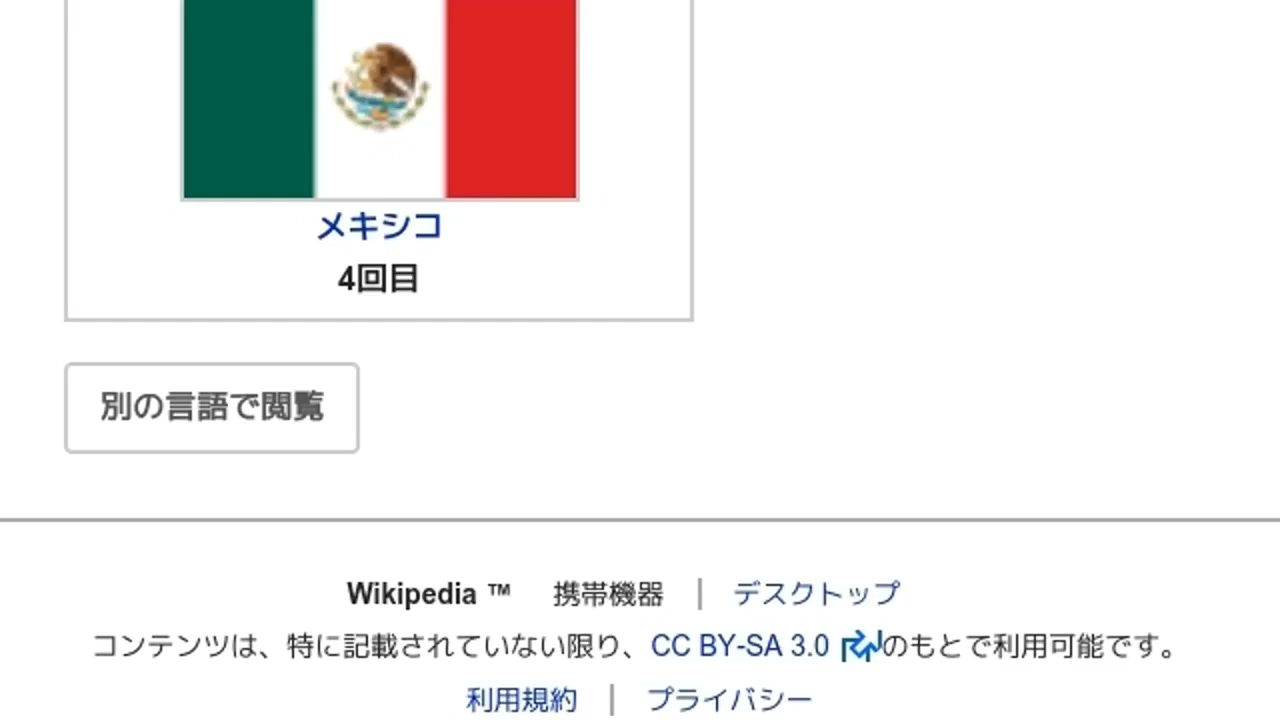 メキシコ
4回目
別の言語で閲覧
Wikipedia ™ 携帯機器 | デスクトップ
コンテンツは、特に記載されていない限り、CC BY-SA 3.0 のもとで利用可能です。
利用規約 | プライバシー